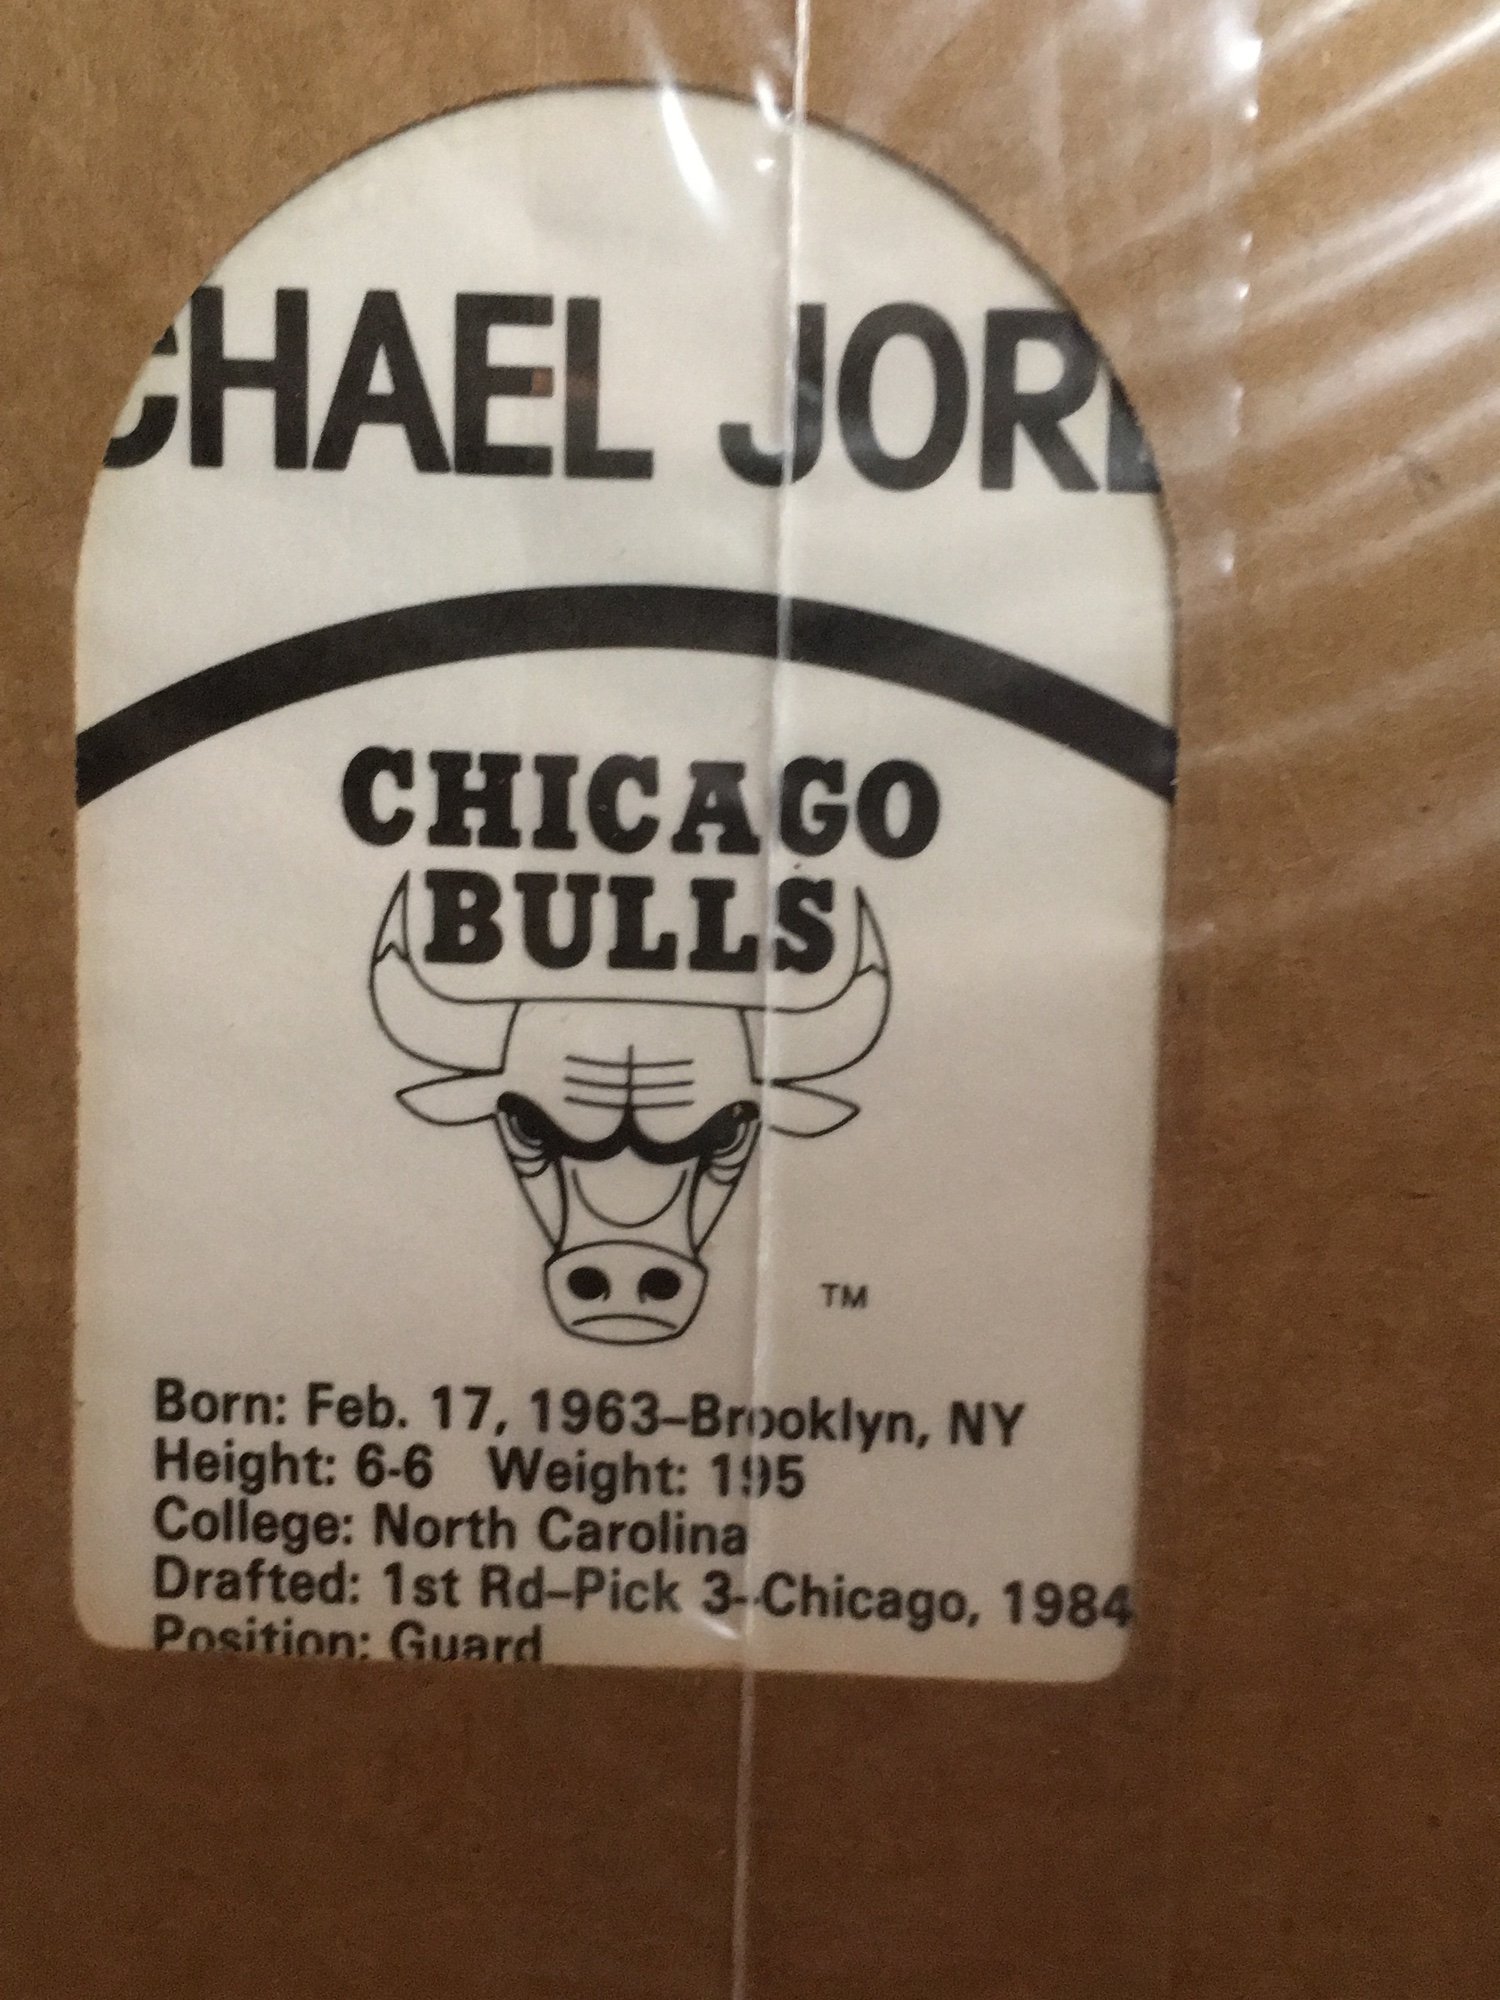 CHAEL JORD
CHICAGO
BULLS
TM
Born: Feb. 17, 1963–Brooklyn, NY
Height: 6-6 Weight: 195
College: North Carolina
Drafted: 1st Rd–Pick 3–Chicago, 1984
Position: Guard